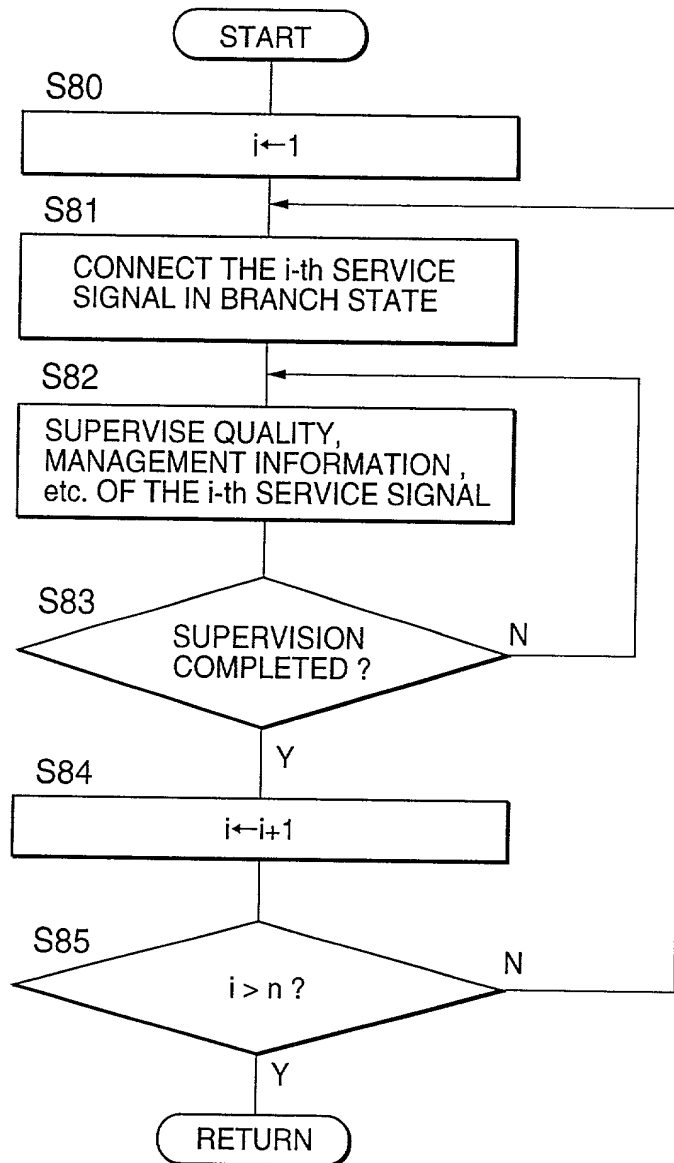 START
S80
i←1
S81
CONNECT THE i-th SERVICE
SIGNAL IN BRANCH STATE
S82
SUPERVISE QUALITY,
MANAGEMENT INFORMATION ,
etc. OF THE i-th SERVICE SIGNAL
S83
SUPERVISION
COMPLETED ?
N
Y
S84
i←i+1
S85
i > n ?
N
Y
RETURN